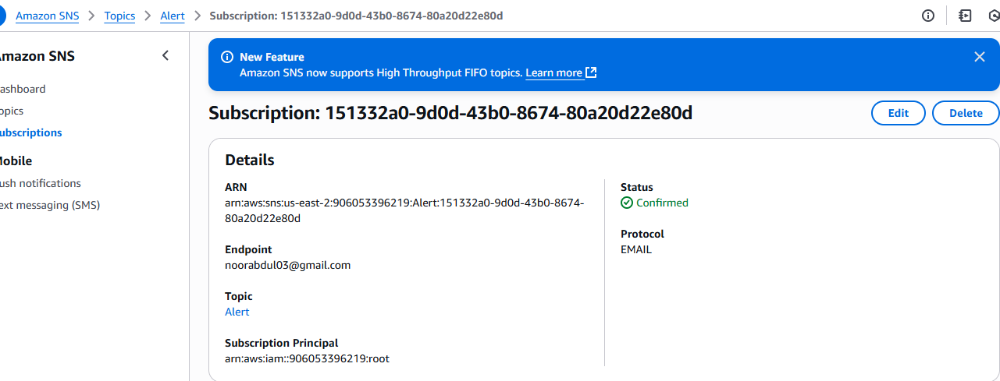 Amazon SNS > Topics > Alert > Subscription: 151332a0-9d0d-43b0-8674-80a20d22e80d
mazon SNS
ashboard
opics
ubscriptions
Mobile
ush notifications
ext messaging (SMS)
New Feature
Amazon SNS now supports High Throughput FIFO topics. Learn more
Subscription: 151332a0-9d0d-43b0-8674-80a20d22e80d
Edit
Delete
Details
ARN
arn:aws:sns:us-east-2:906053396219:Alert:151332a0-9d0d-43b0-8674-
80a20d22e80d
Endpoint
noorabdul03@gmail.com
Topic
Alert
Subscription Principal
arn:aws:iam::906053396219:root
Status
Confirmed
Protocol
EMAIL